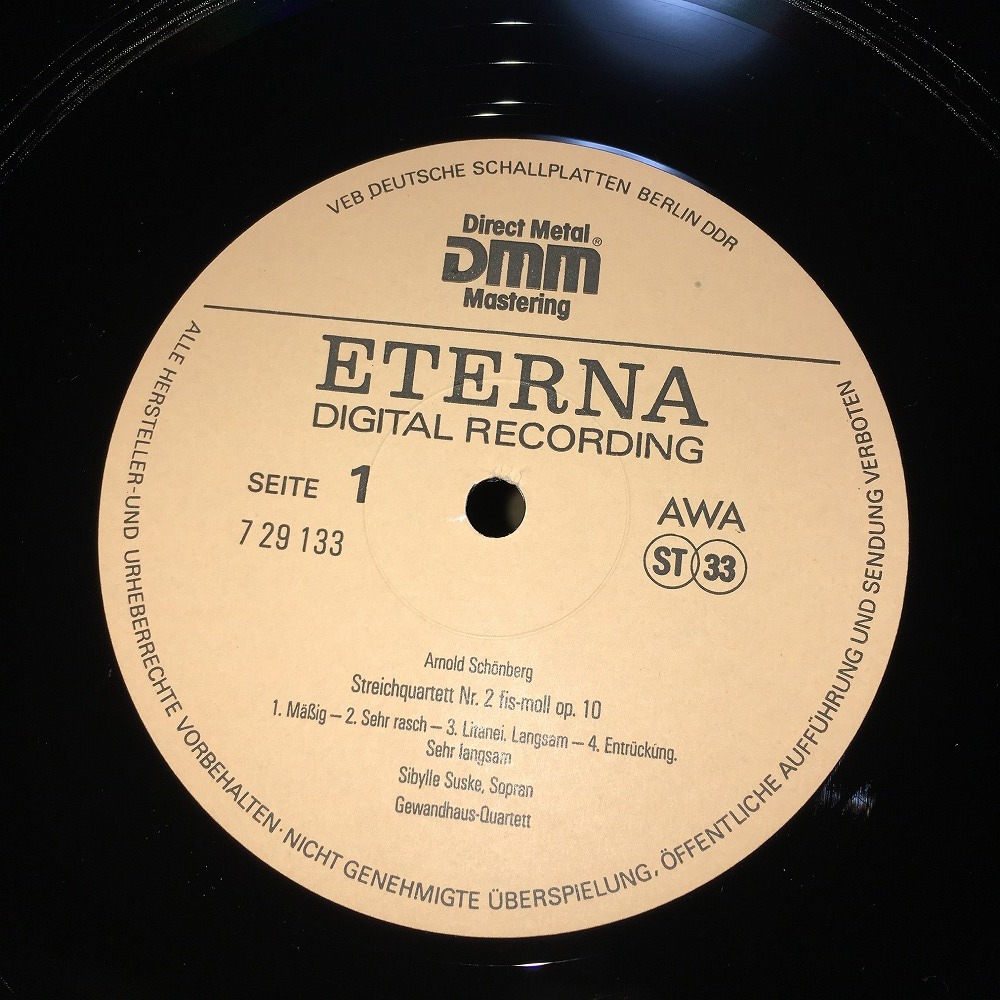 VEB DEUTSCHE SCHALLPLATTEN BERLIN DDR
Direct Metal
DMM®
Mastering
ETERNA
DIGITAL RECORDING
SEITE 1
7 29 133
AWA
ST 33
Arnold Schönberg
Streichquartett Nr. 2 fis-moll op. 10
1. Mäßig – 2. Sehr rasch – 3. Litanei. Langsam – 4. Entrückung.
Sehr langsam
Sibylle Suske, Sopran
Gewandhaus-Quartett
ALLE HERSTELLER-UND URHEBERRECHTE VORBEHALTEN · NICHT GENEHMIGTE ÜBERSPIELUNG, ÖFFENTLICHE AUFFÜHRUNG UND SENDUNG VERBOTEN